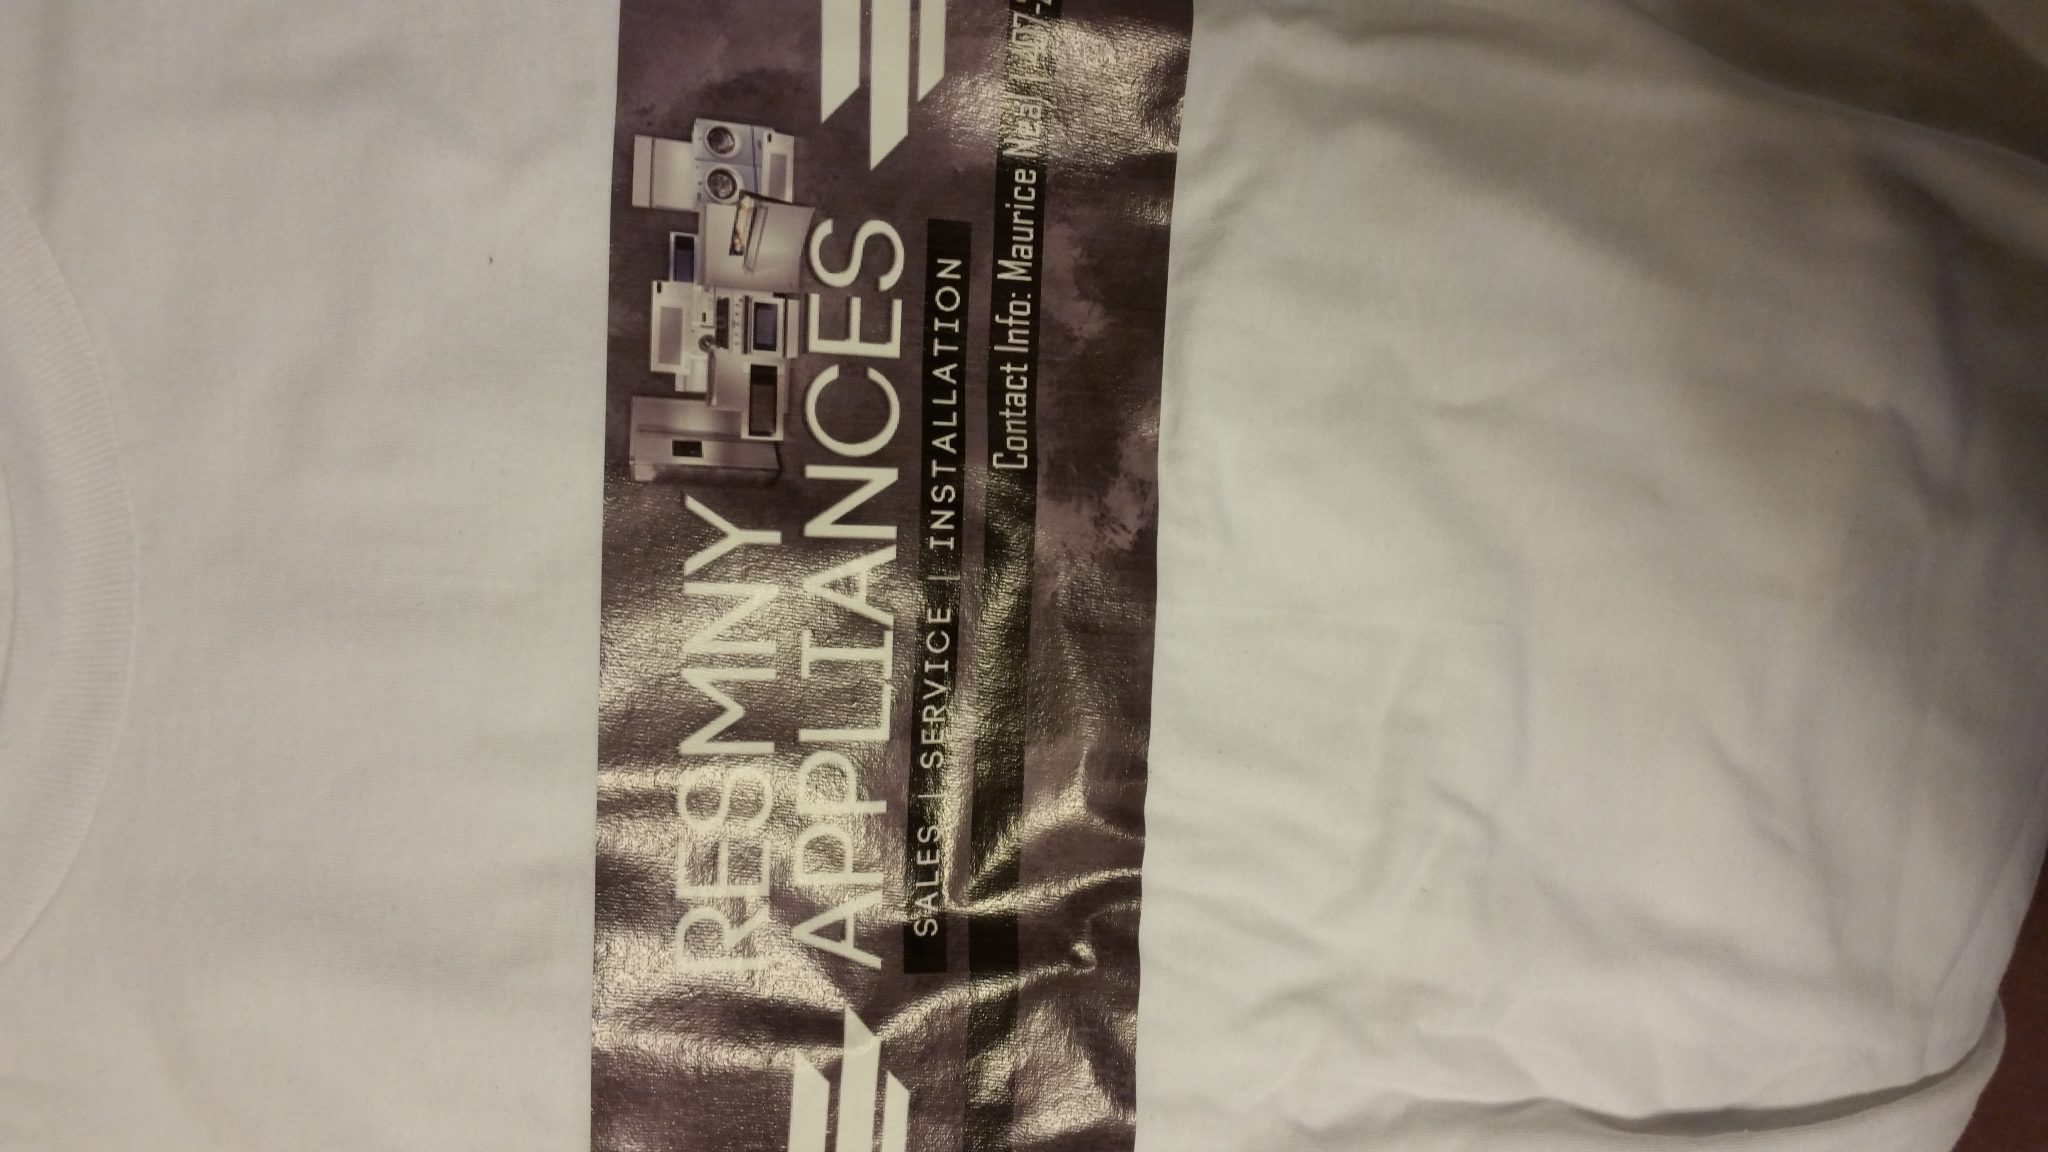 RESMNY
APPLIANCES
SALES | SERVICE | INSTALLATION
Contact Info: Maurice Neal